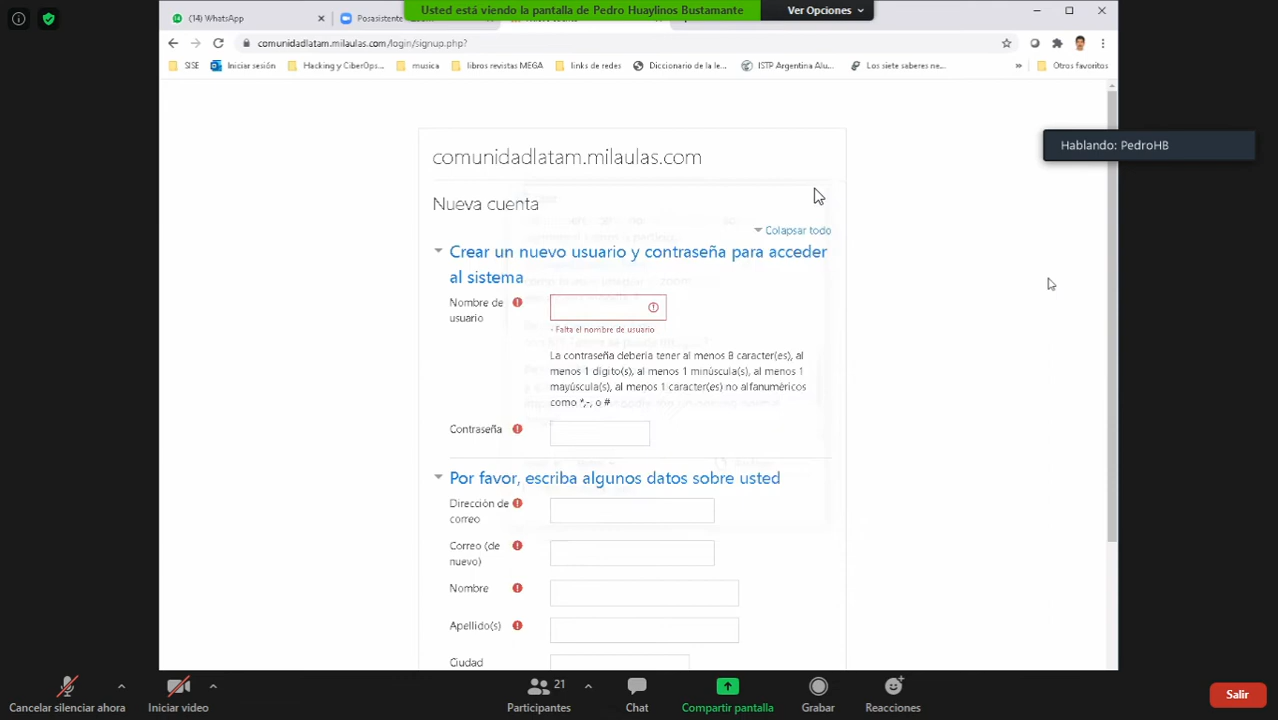 (14) WhatsApp
Usted está viendo la pantalla de Pedro Huaylinos Bustamante
Ver Opciones
comunidadlatam.milaulas.com/login/signup.php?
SISE
Iniciar sesión
Hacking y CiberOps...
musica
libros revistas MEGA
links de redes
Diccionario de la le...
ISTP Argentina Alu...
Los siete saberes ne...
»
Otros favoritos
Hablando: PedroHB
comunidadlatam.milaulas.com
Nueva cuenta
Colapsar todo
Crear un nuevo usuario y contraseña para acceder
al sistema
Nombre de
usuario
- Falta el nombre de usuario
La contraseña debería tener al menos 8 caracter(es), al
menos 1 dígito(s), al menos 1 minúscula(s), al menos 1
mayúscula(s), al menos 1 caracter(es) no alfanuméricos
como *,-, o #
Contraseña
Por favor, escriba algunos datos sobre usted
Dirección de
correo
Correo (de
nuevo)
Nombre
Apellido(s)
Ciudad
Cancelar silenciar ahora
Iniciar video
21
Participantes
Chat
Compartir pantalla
Grabar
Reacciones
Salir